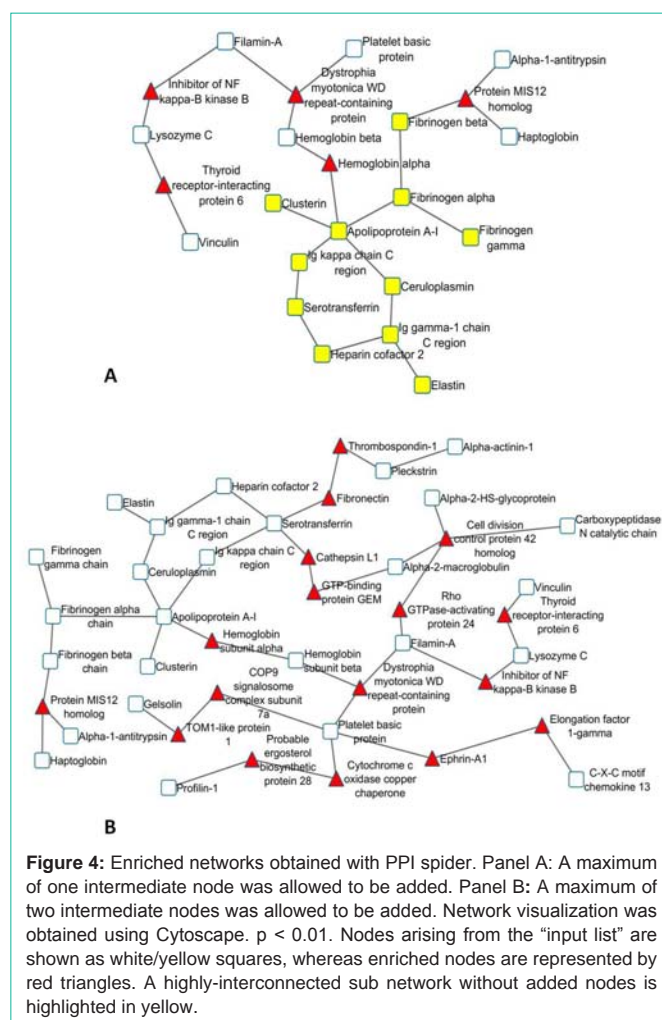 Filamin-A
Platelet basic
protein
Alpha-1-antitrypsin
Inhibitor of NF
kappa-B kinase B
Dystrophia
myotonica WD
repeat-containing
protein
Protein MIS12
homolog
Fibrinogen beta
Lysozyme C
Hemoglobin beta
Haptoglobin
Thyroid
receptor-interacting
protein 6
Hemoglobin alpha
Clusterin
Fibrinogen alpha
Vinculin
Apolipoprotein A-I
Fibrinogen
gamma
Ig kappa chain C
region
Ceruloplasmin
Serotransferrin
Ig gamma-1 chain
C region
Heparin cofactor 2
A
Elastin
Thrombospondin-1
Alpha-actinin-1
Pleckstrin
Heparin cofactor 2
Fibronectin
Alpha-2-HS-glycoprotein
Elastin
Ig gamma-1 chain
C region
Serotransferrin
Cell division
control protein 42
homolog
Carboxypeptidase
N catalytic chain
Fibrinogen
gamma chain
Ig kappa chain C
region
Cathepsin L1
Alpha-2-macroglobulin
Ceruloplasmin
GTP-binding
protein GEM
Vinculin
Thyroid
receptor-interacting
protein 6
Fibrinogen alpha
chain
Apolipoprotein A-I
Rho
GTPase-activating
protein 24
Hemoglobin
subunit alpha
Filamin-A
Lysozyme C
Fibrinogen beta
chain
Clusterin
Hemoglobin
subunit beta
Dystrophia
myotonica WD
repeat-containing
protein
Inhibitor of NF
kappa-B kinase B
COP9
signalosome
complex subunit
7a
Protein MIS12
homolog
Gelsolin
TOM1-like protein
1
Platelet basic
protein
Elongation factor
1-gamma
Alpha-1-antitrypsin
Probable
ergosterol
biosynthetic
protein 28
Ephrin-A1
Haptoglobin
Cytochrome c
oxidase copper
chaperone
C-X-C motif
chemokine 13
Profilin-1
B
Figure 4: Enriched networks obtained with PPI spider. Panel A: A maximum
of one intermediate node was allowed to be added. Panel B: A maximum of
two intermediate nodes was allowed to be added. Network visualization was
obtained using Cytoscape. p < 0.01. Nodes arising from the “input list” are
shown as white/yellow squares, whereas enriched nodes are represented by
red triangles. A highly-interconnected sub network without added nodes is
highlighted in yellow.